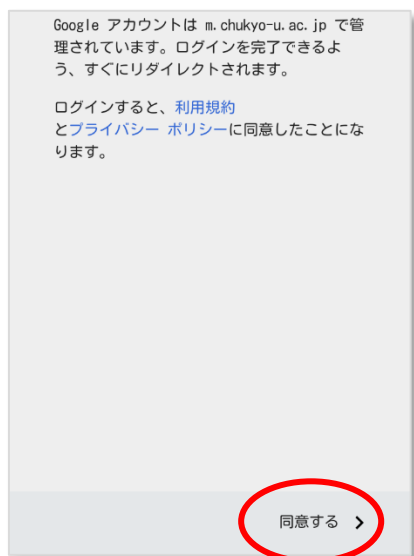 Google アカウントは m.chukyo-u.ac.jp で管
理されています。ログインを完了できるよ
う、すぐにリダイレクトされます。
ログインすると、利用規約
とプライバシー ポリシーに同意したことにな
ります。
同意する >